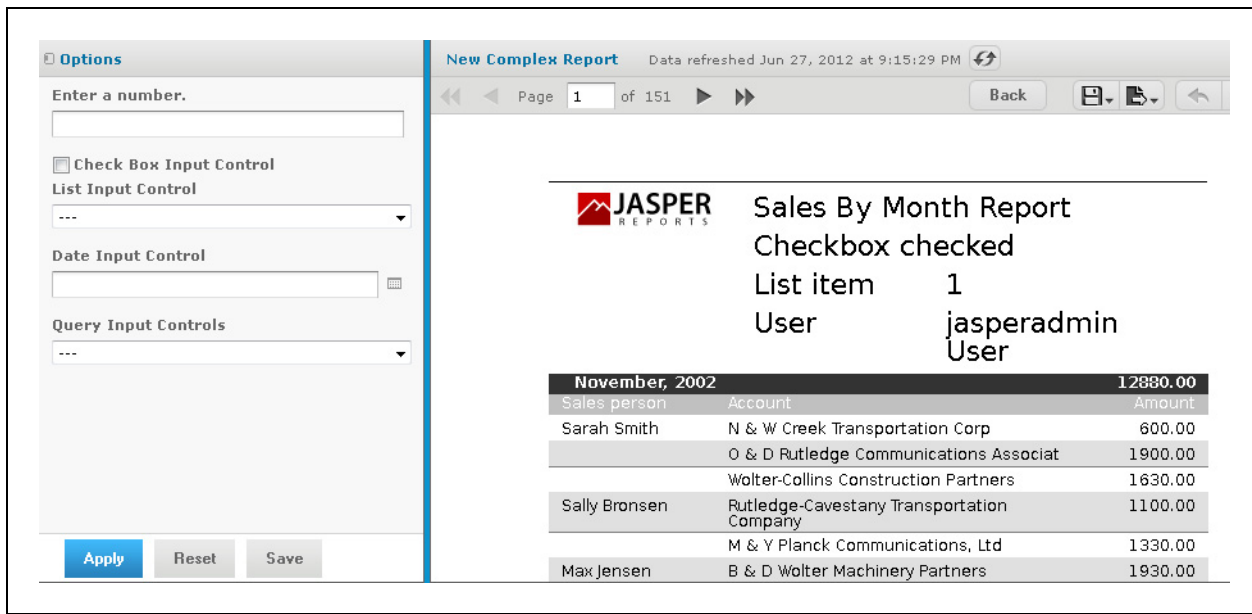 Options
Enter a number.
Check Box Input Control
List Input Control
---
Date Input Control
Query Input Controls
---
Apply Reset Save
New Complex Report Data refreshed Jun 27, 2012 at 9:15:29 PM
Page 1 of 151 Back
JASPER
REPORTS
Sales By Month Report
Checkbox checked
List item 1
User jasperadmin
User
November, 2002 12880.00
Sales person Account Amount
Sarah Smith N & W Creek Transportation Corp 600.00
O & D Rutledge Communications Associat 1900.00
Wolter-Collins Construction Partners 1630.00
Sally Bronsen Rutledge-Cavestany Transportation 1100.00
Company
M & Y Planck Communications, Ltd 1330.00
Max Jensen B & D Wolter Machinery Partners 1930.00